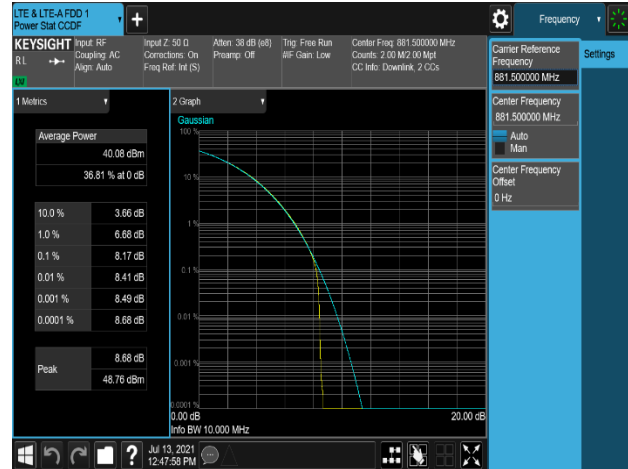 LTE & LTE-A FDD 1
Power Stat CCDF
Frequency
KEYSIGHT
R L
LNI
Input: RF
Coupling: AC
Align: Auto
Input Z: 50 Ω
Corrections: On
Freq Ref: Int (S)
Atten: 38 dB (e8)
Preamp: Off
Trig: Free Run
#IF Gain: Low
Center Freq: 881.500000 MHz
Counts: 2.00 M/2.00 Mpt
CC Info: Downlink, 2 CCs
Carrier Reference
Frequency
881.500000 MHz
Settings
Center Frequency
881.500000 MHz
Auto
Man
Center Frequency
Offset
0 Hz
1 Metrics
Average Power
40.08 dBm
36.81 % at 0 dB
10.0 % 3.66 dB
1.0 % 6.68 dB
0.1 % 8.17 dB
0.01 % 8.41 dB
0.001 % 8.49 dB
0.0001 % 8.68 dB
Peak
8.68 dB
48.76 dBm
2 Graph
Gaussian
100 %
10 %
1 %
0.1 %
0.01 %
0.001 %
0.0001 %
0.00 dB
20.00 dB
Info BW 10.000 MHz
?
Jul 13, 2021
12:47:58 PM